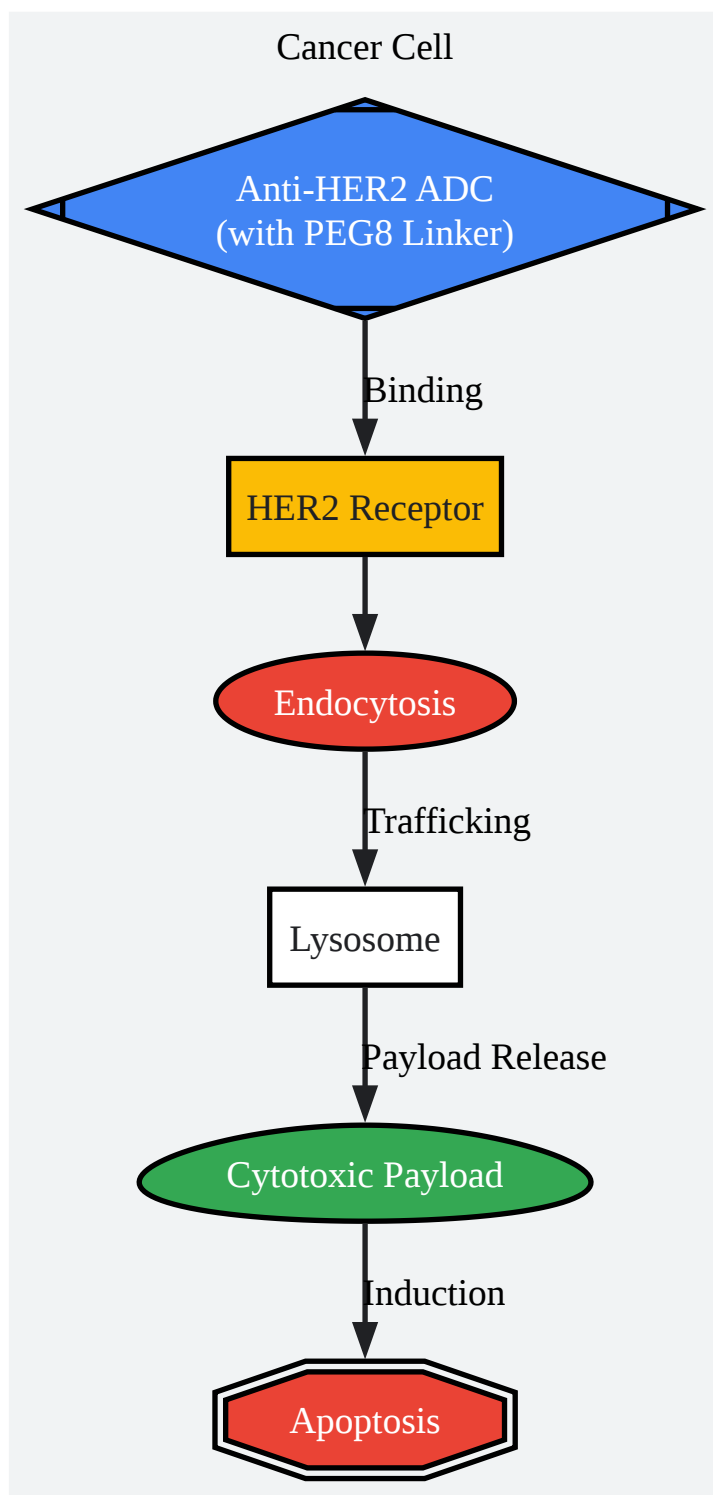 Cancer Cell
Anti-HER2 ADC
(with PEG8 Linker)
Binding
HER2 Receptor
Endocytosis
Trafficking
Lysosome
Payload Release
Cytotoxic Payload
Induction
Apoptosis